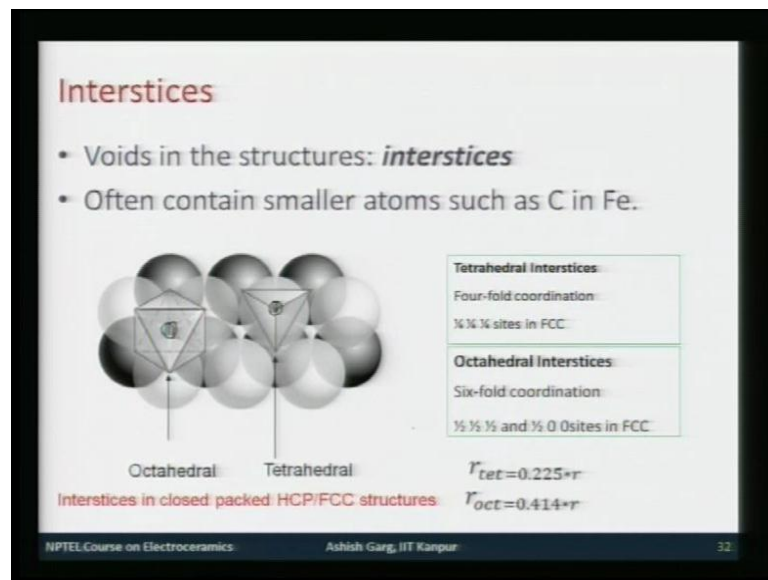 Interstices
• Voids in the structures: interstices
• Often contain smaller atoms such as C in Fe.
Tetrahedral Interstices
Four-fold coordination
¼ ¼ ¼ sites in FCC
Octahedral Interstices
Six-fold coordination
½ ½ ½ and ½ 0 0sites in FCC
Octahedral Tetrahedral
Interstices in closed packed HCP/FCC structures
r_tet=0.225*r
r_oct=0.414*r
NPTEL Course on Electroceramics Ashish Garg, IIT Kanpur 32